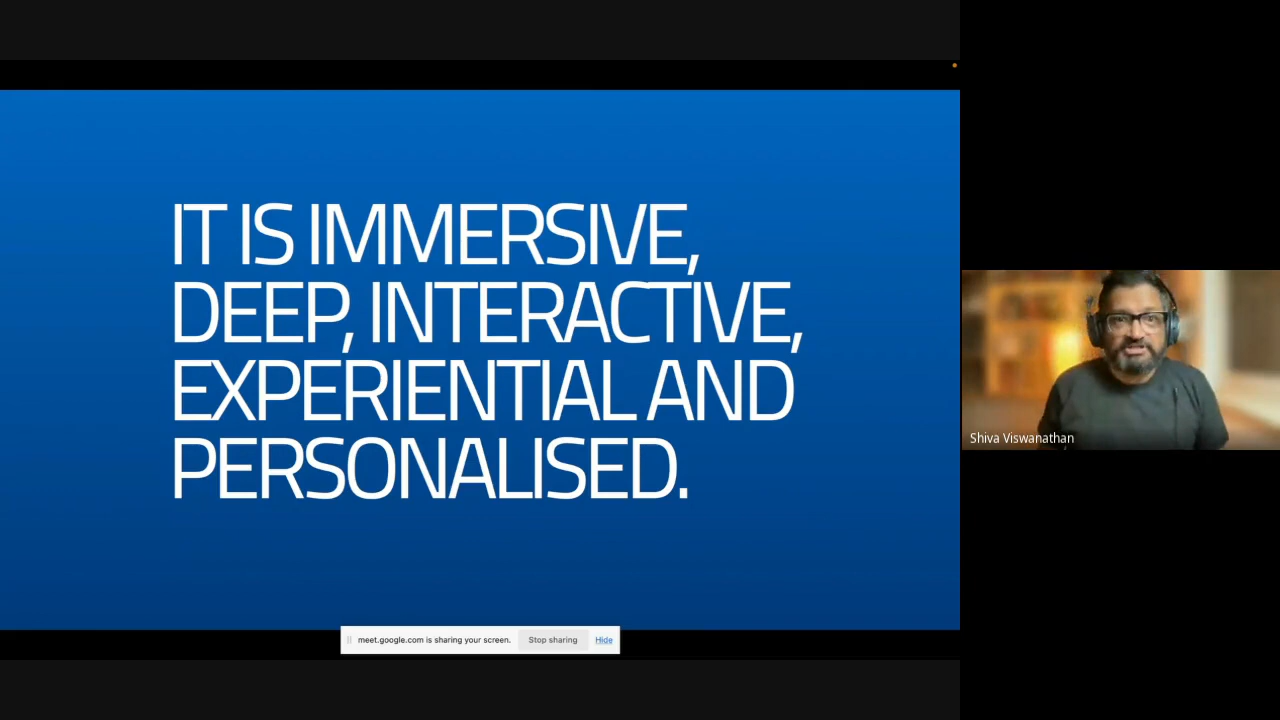 IT IS IMMERSIVE,
DEEP, INTERACTIVE,
EXPERIENTIAL AND
PERSONALISED.
Shiva Viswanathan
meet.google.com is sharing your screen. Stop sharing Hide